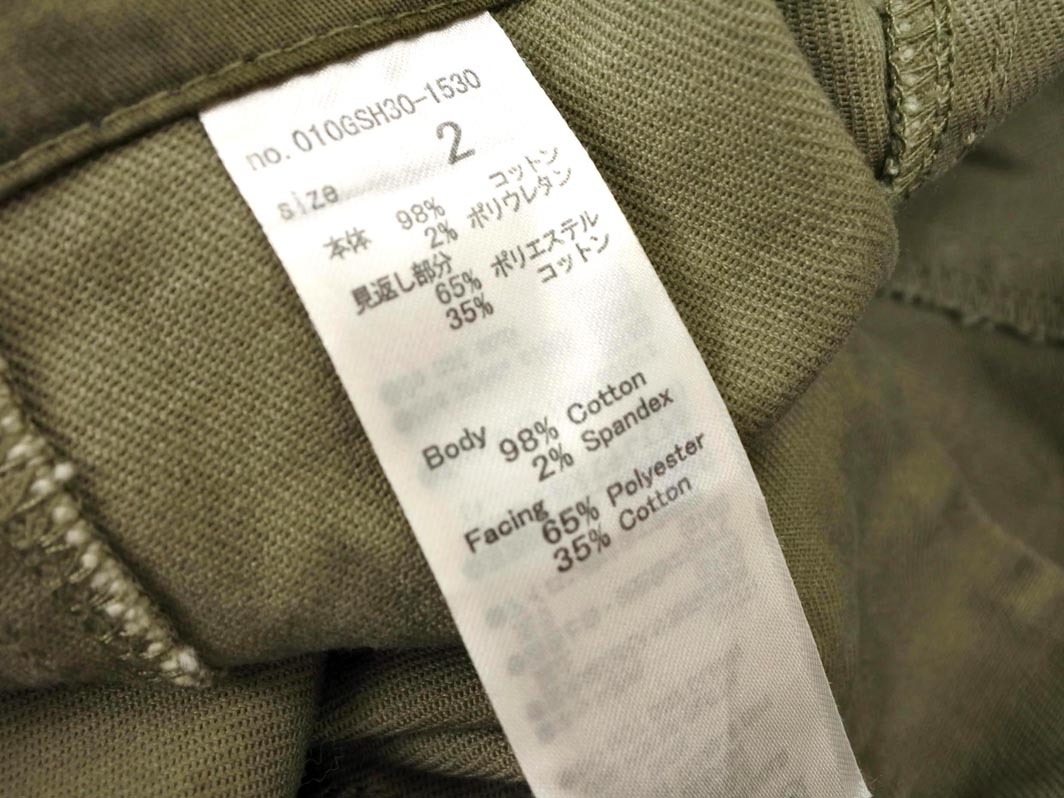 no. 010GSH30-1530
size 2
本体 98% コットン
2% ポリウレタン
見返し部分
65% ポリエステル
35% コットン
Body 98% Cotton
2% Spandex
Facing
65% Polyester
35% Cotton